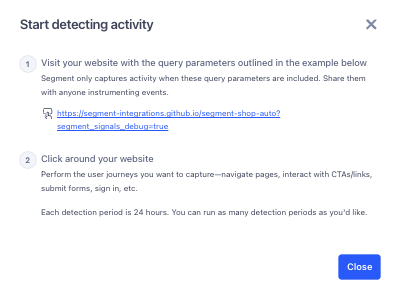 Start detecting activity
1
Visit your website with the query parameters outlined in the example below
Segment only captures activity when these query parameters are included. Share them
with anyone instrumenting events.
https://segment-integrations.github.io/segment-shop-auto?
segment_signals_debug=true
2
Click around your website
Perform the user journeys you want to capture—navigate pages, interact with CTAs/links,
submit forms, sign in, etc.
Each detection period is 24 hours. You can run as many detection periods as you'd like.
Close